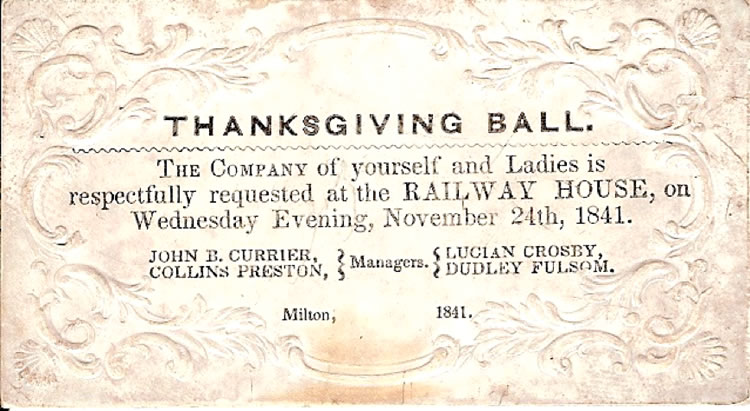 THANKSGIVING BALL.
THE COMPANY of yourself and Ladies is
respectfully requested at the RAILWAY HOUSE, on
Wednesday Evening, November 24th, 1841.
JOHN B. CURRIER, } Managers. { LUCIAN CROSBY,
COLLINS PRESTON, } { DUDLEY FULSOM.
Milton, 1841.